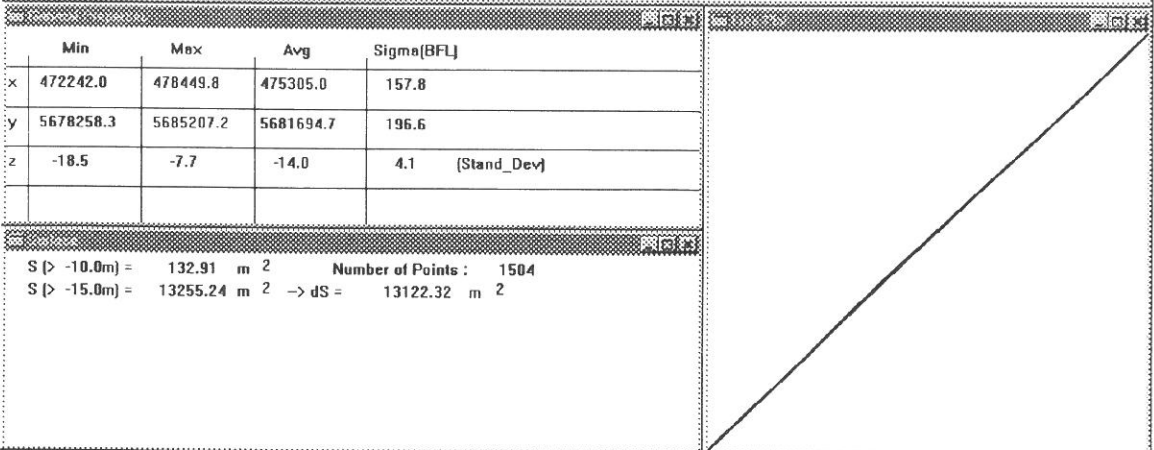 Min Max Avg Sigma(BFL)
x 472242.0 478449.8 475305.0 157.8
y 5678258.3 5685207.2 5681694.7 196.6
z -18.5 -7.7 -14.0 4.1 (Stand_Dev)
S (> -10.0m) = 132.91 m 2 Number of Points : 1504
S (> -15.0m) = 13255.24 m 2 -> dS = 13122.32 m 2